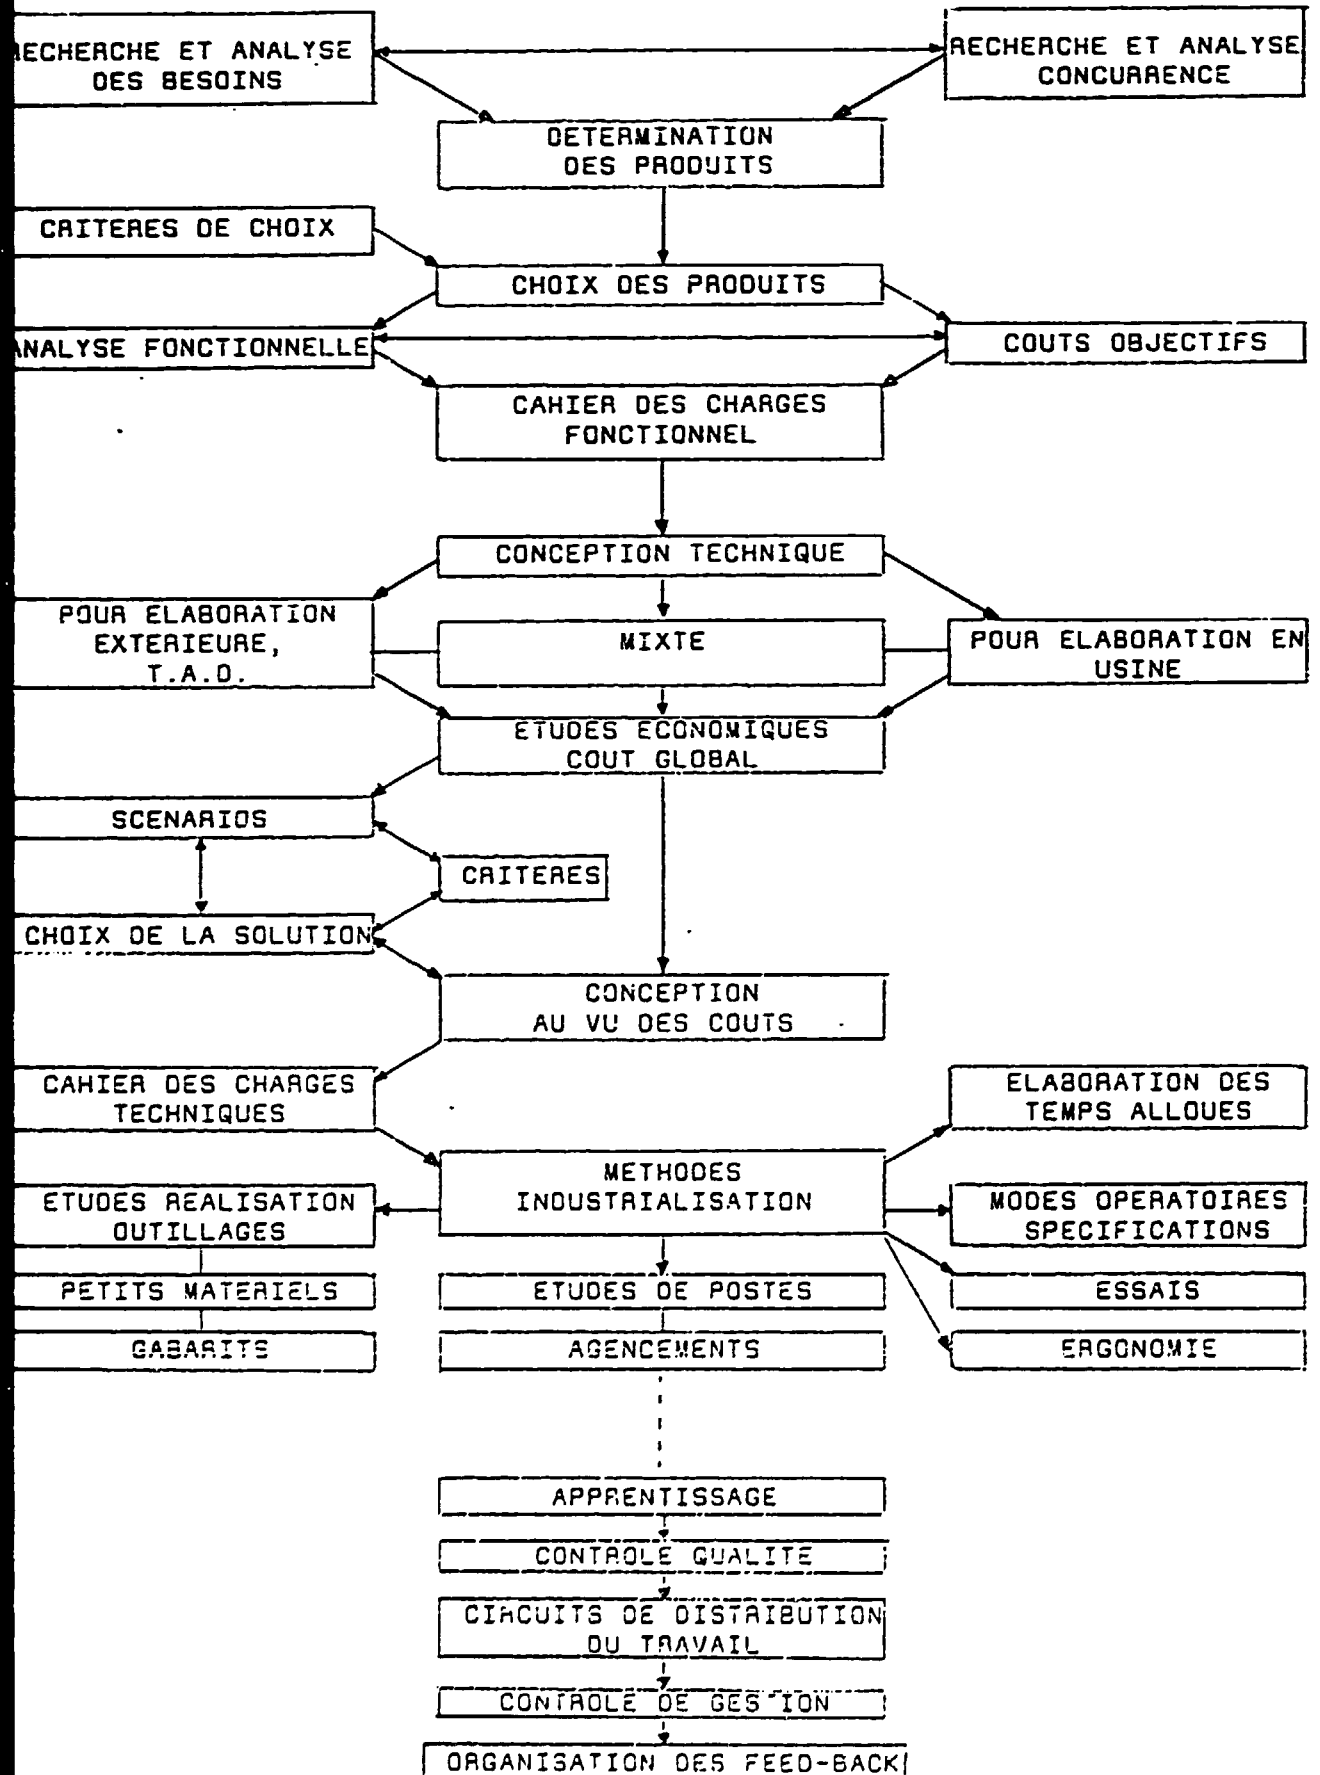 RECHERCHE ET ANALYSE
DES BESOINS
RECHERCHE ET ANALYSE
CONCURRENCE
DETERMINATION
DES PRODUITS
CRITERES DE CHOIX
CHOIX DES PRODUITS
ANALYSE FONCTIONNELLE
COUTS OBJECTIFS
CAHIER DES CHARGES
FONCTIONNEL
CONCEPTION TECHNIQUE
POUR ELABORATION
EXTERIEURE,
T.A.D.
MIXTE
POUR ELABORATION EN
USINE
ETUDES ECONOMIQUES
COUT GLOBAL
SCENARIOS
CRITERES
CHOIX DE LA SOLUTION
CONCEPTION
AU VU DES COUTS
CAHIER DES CHARGES
TECHNIQUES
ELABORATION DES
TEMPS ALLOUES
METHODES
INDUSTRIALISATION
ETUDES REALISATION
OUTILLAGES
MODES OPERATOIRES
SPECIFICATIONS
PETITS MATERIELS
ETUDES DE POSTES
ESSAIS
GABARITS
AGENCEMENTS
ERGONOMIE
APPRENTISSAGE
CONTROLE QUALITE
CIRCUITS DE DISTRIBUTION
DU TRAVAIL
CONTROLE DE GESTION
ORGANISATION DES FEED-BACK